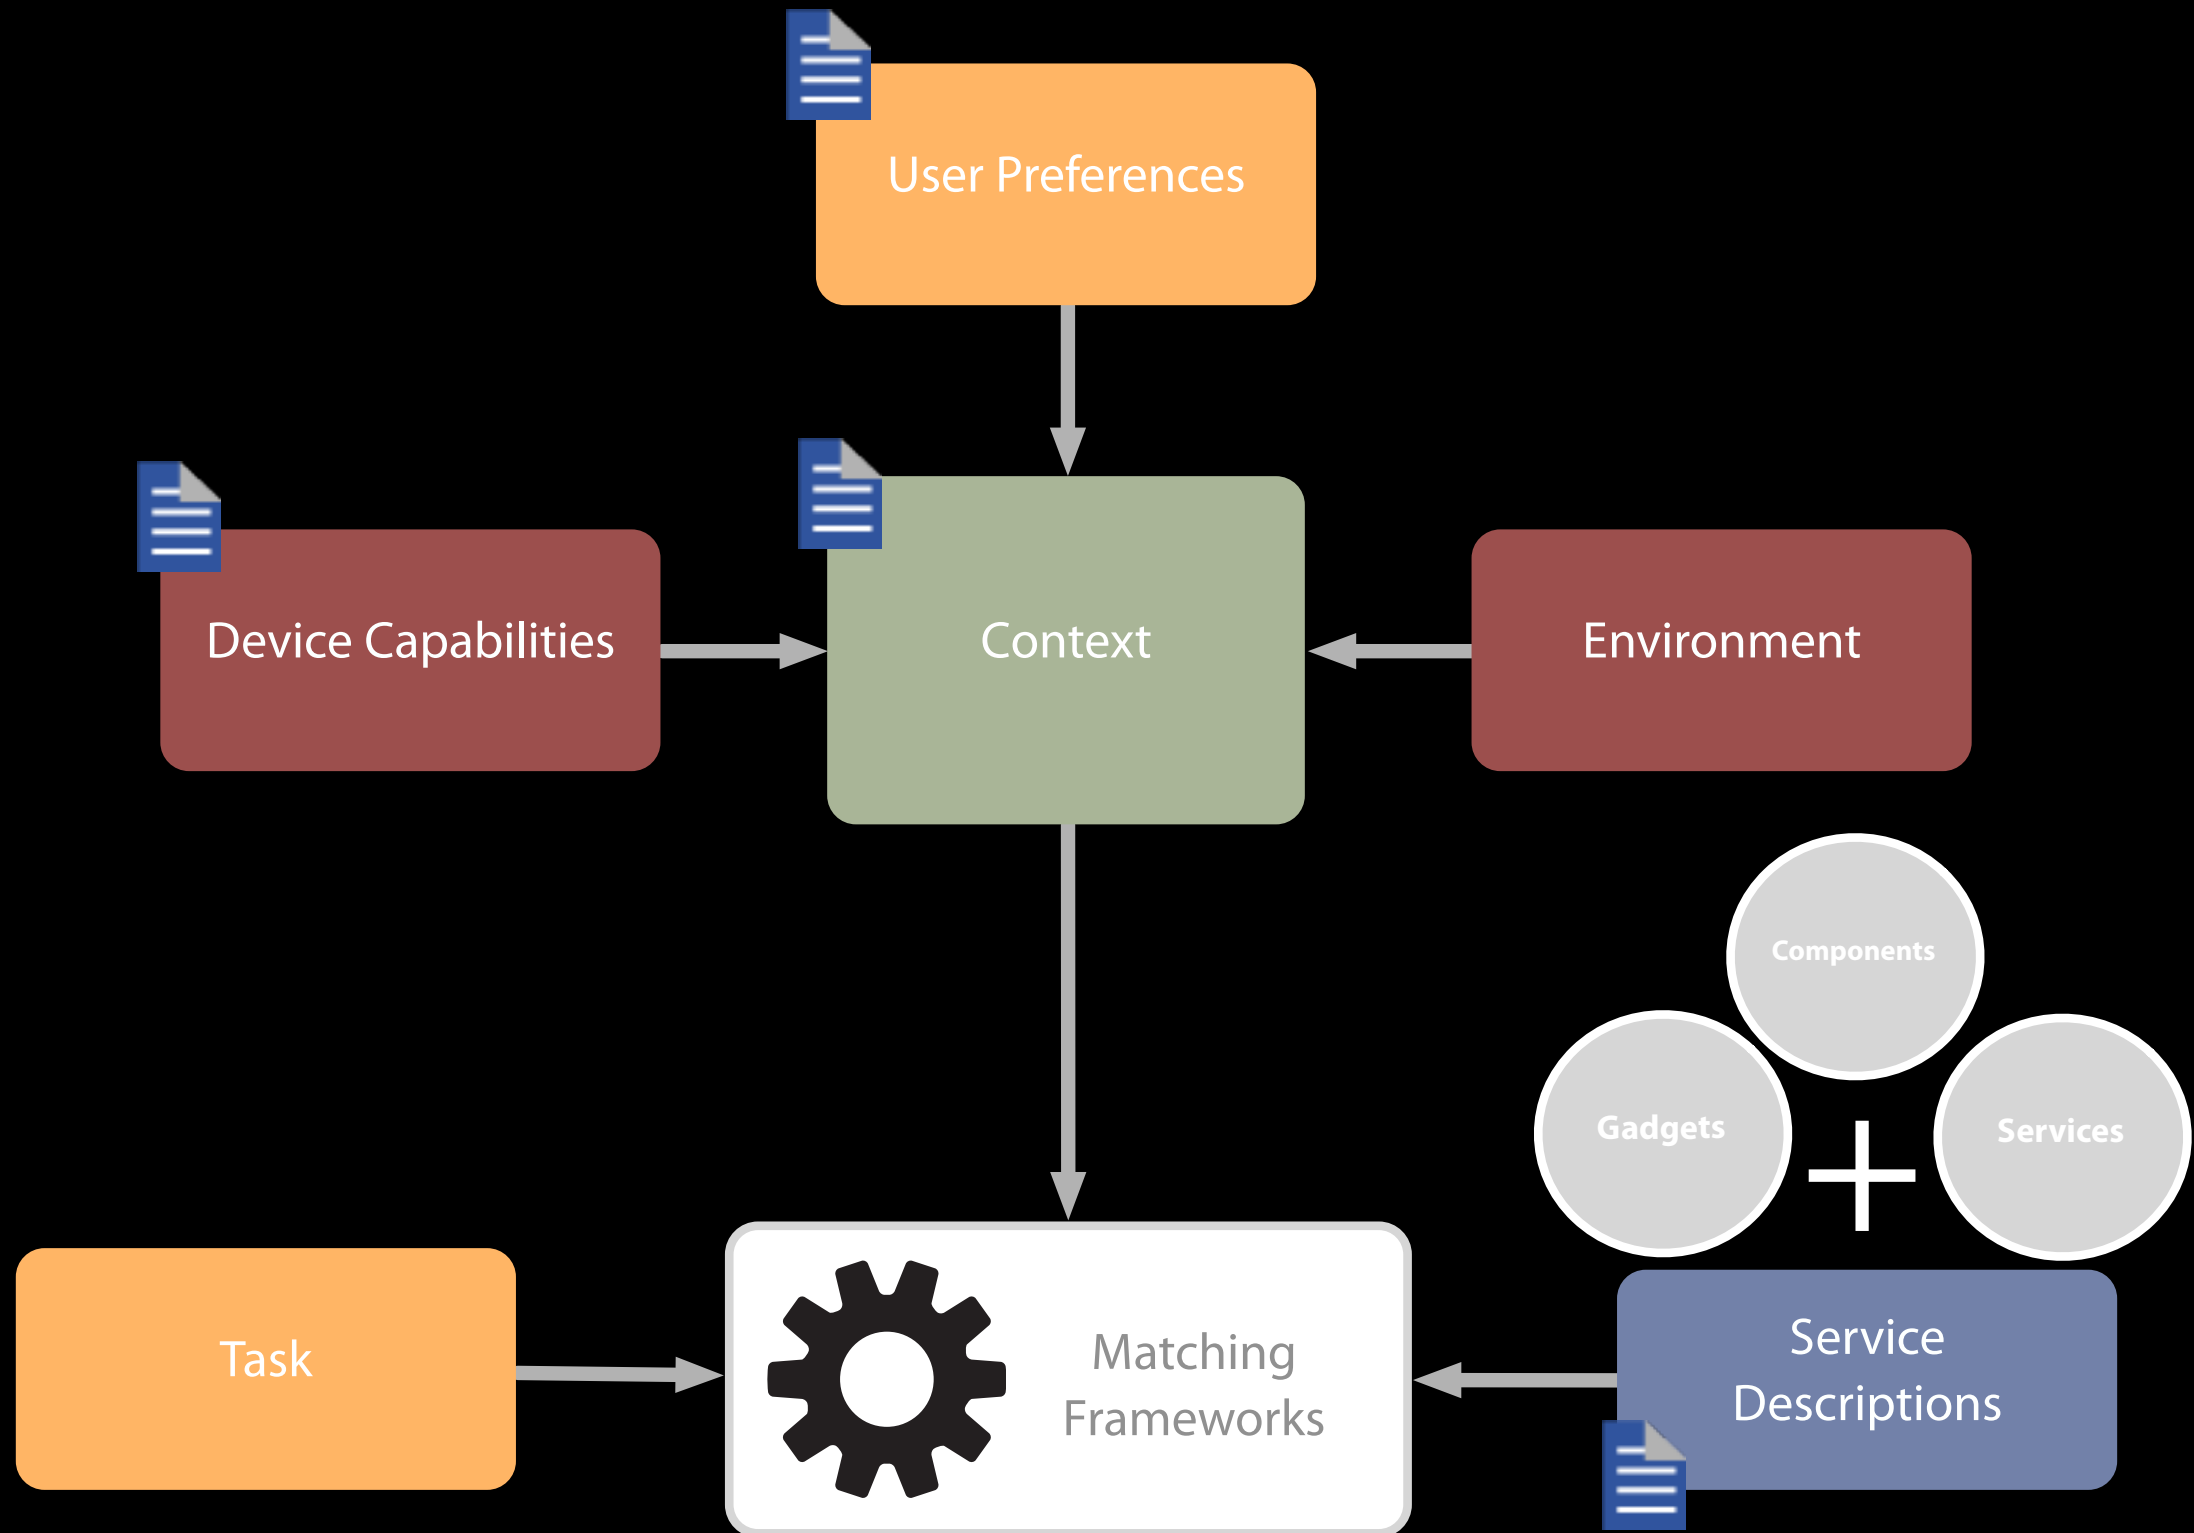 User Preferences
Device Capabilities
Context
Environment
Components
Gadgets
Services
Task
Matching
Frameworks
Service
Descriptions